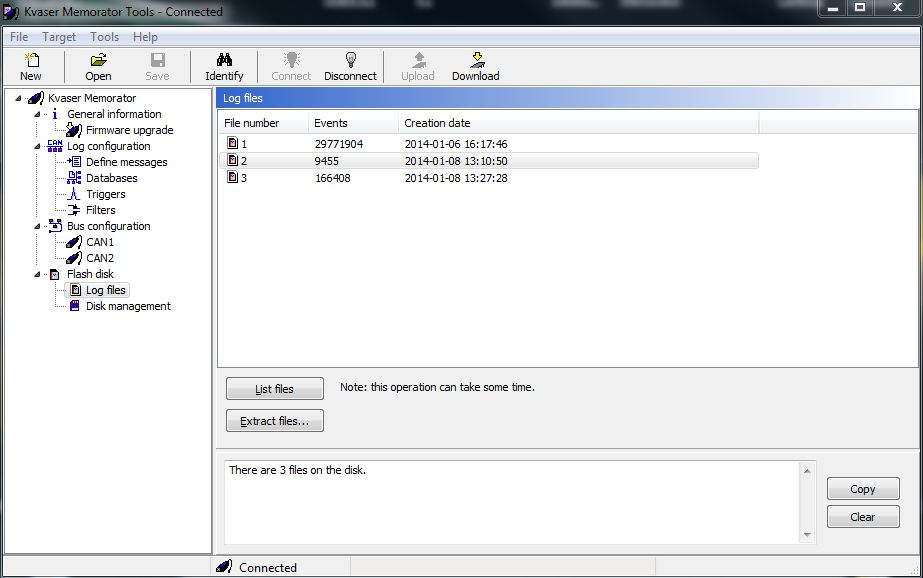 Kvaser Memorator Tools - Connected
File Target Tools Help
New Open Save Identify Connect Disconnect Upload Download
Kvaser Memorator
General information
Firmware upgrade
Log configuration
Define messages
Databases
Triggers
Filters
Bus configuration
CAN1
CAN2
Flash disk
Log files
Disk management
Log files
File number Events Creation date
1 29771904 2014-01-06 16:17:46
2 9455 2014-01-08 13:10:50
3 166408 2014-01-08 13:27:28
List files Note: this operation can take some time.
Extract files...
There are 3 files on the disk.
Copy
Clear
Connected